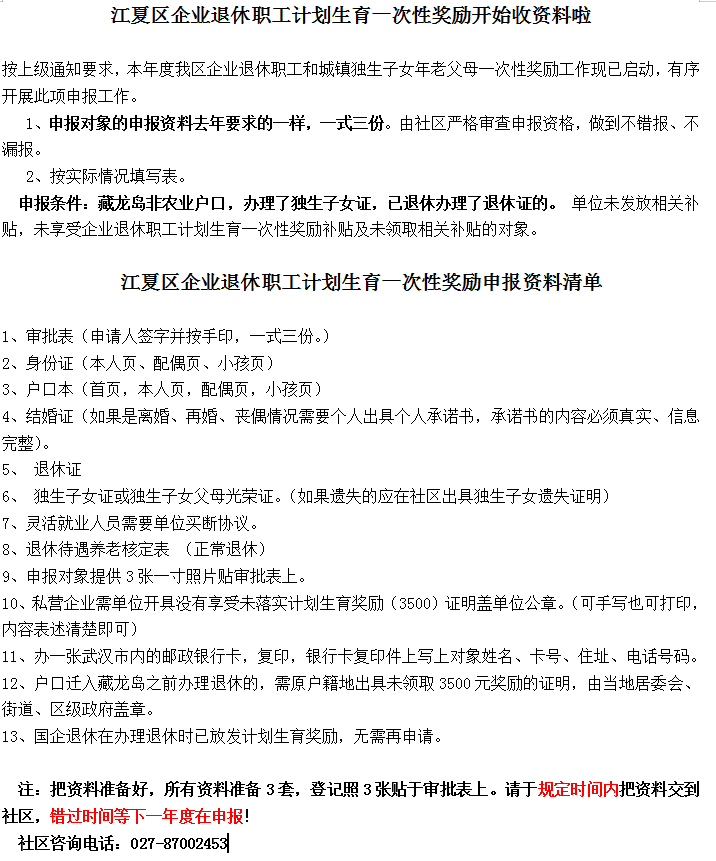 江夏区企业退休职工计划生育一次性奖励开始收资料啦
按上级通知要求，本年度我区企业退休职工和城镇独生子女年老父母一次性奖励工作现已启动，有序
开展此项申报工作。
1、申报对象的申报资料去年要求的一样，一式三份。由社区严格审查申报资格，做到不错报、不
漏报。
2、按实际情况填写表。
申报条件：藏龙岛非农业户口，办理了独生子女证，已退休办理了退休证的。 单位未发放相关补
贴，未享受企业退休职工计划生育一次性奖励补贴及未领取相关补贴的对象。
江夏区企业退休职工计划生育一次性奖励申报资料清单
1、审批表（申请人签字并按手印，一式三份。）
2、身份证（本人页、配偶页、小孩页）
3、户口本（首页，本人页，配偶页，小孩页）
4、结婚证（如果是离婚、再婚、丧偶情况需要个人出具个人承诺书，承诺书的内容必须真实、信息
完整）。
5、 退休证
6、 独生子女证或独生子女父母光荣证。（如果遗失的应在社区出具独生子女遗失证明）
7、灵活就业人员需要单位买断协议。
8、退休待遇养老核定表 （正常退休）
9、申报对象提供3张一寸照片贴审批表上。
10、私营企业需单位开具没有享受未落实计划生育奖励（3500）证明盖单位公章。（可手写也可打印，
内容表述清楚即可）
11、办一张武汉市内的邮政银行卡，复印，银行卡复印件上写上对象姓名、卡号、住址、电话号码。
12、户口迁入藏龙岛之前办理退休的，需原户籍地出具未领取3500元奖励的证明，由当地居委会、
街道、区级政府盖章。
13、国企退休在办理退休时已放发计划生育奖励，无需再申请。
注：把资料准备好，所有资料准备3套，登记照3张贴于审批表上。请于规定时间内把资料交到
社区，错过时间等下一年度在申报!
社区咨询电话：027-87002453